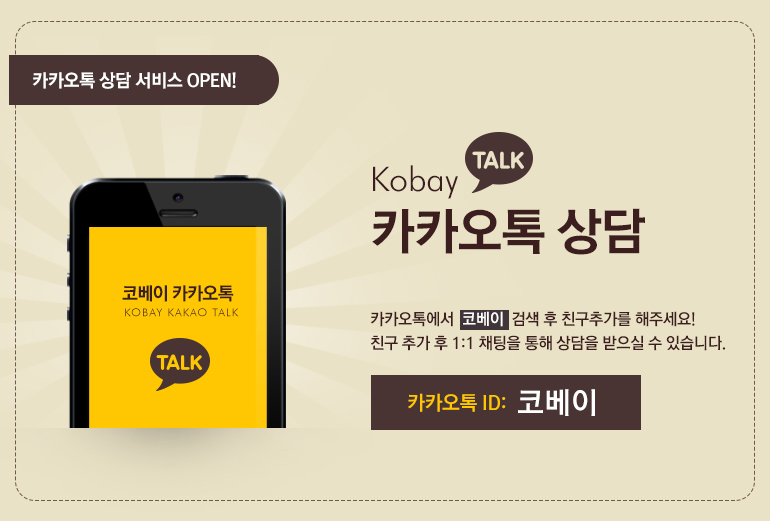 카카오톡 상담 서비스 OPEN!
Kobay TALK
카카오톡 상담
코베이 카카오톡
KOBAY KAKAO TALK
TALK
카카오톡에서 코베이 검색 후 친구추가를 해주세요!
친구 추가 후 1:1 채팅을 통해 상담을 받으실 수 있습니다.
카카오톡 ID: 코베이